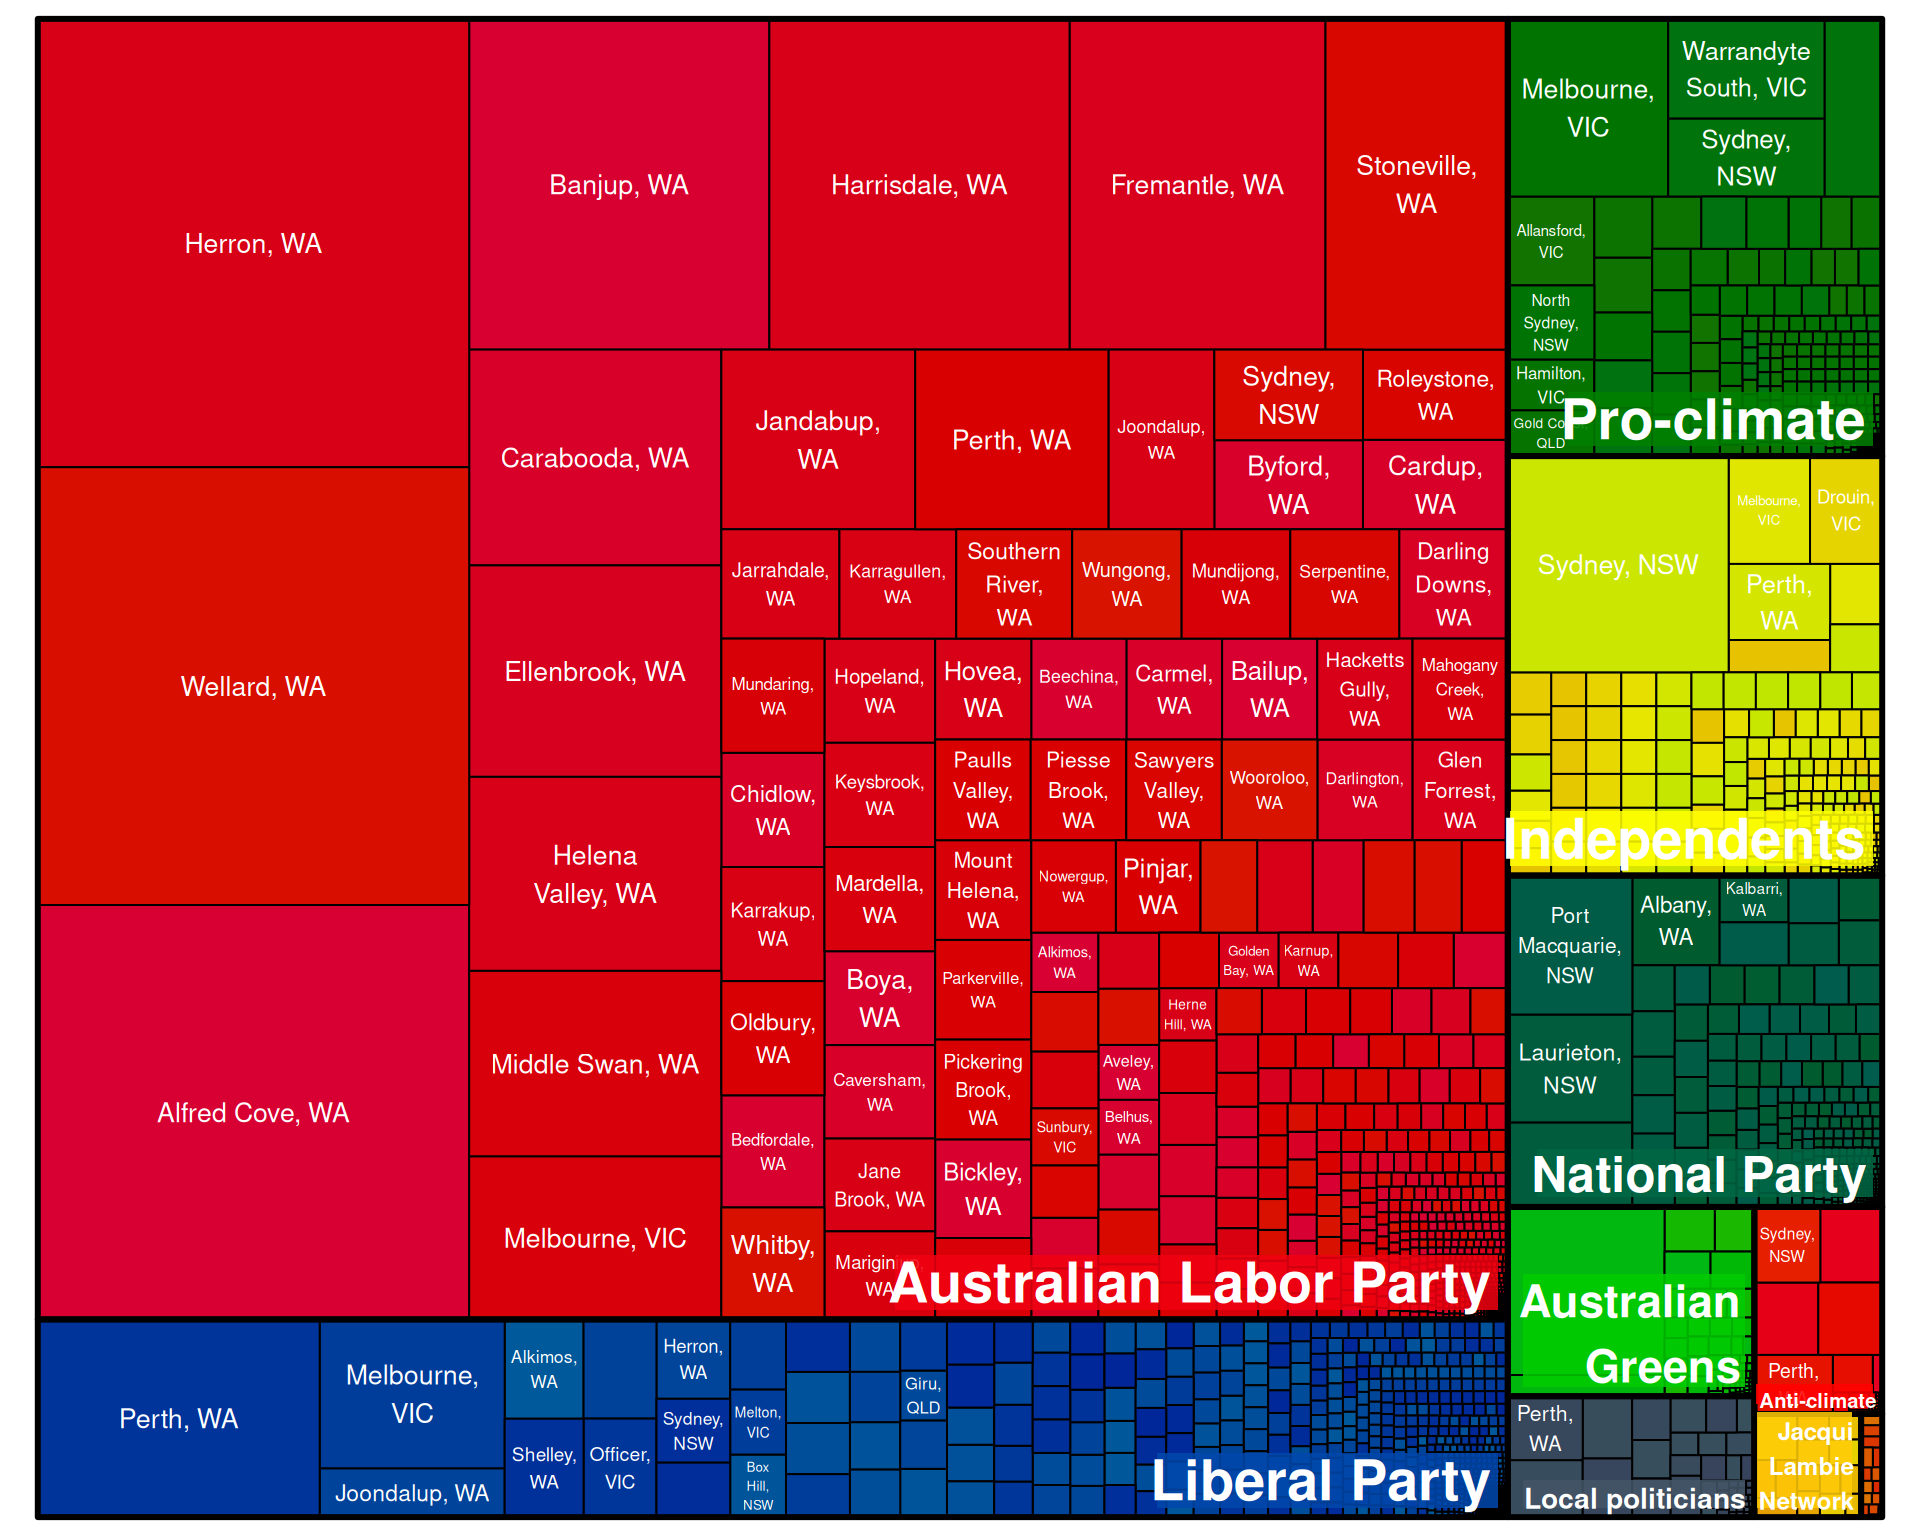 Herron, WA
Wellard, WA
Alfred Cove, WA
Banjup, WA
Harrisdale, WA
Fremantle, WA
Stoneville,
WA
Carabooda, WA
Ellenbrook, WA
Helena
Valley, WA
Middle Swan, WA
Melbourne, VIC
Jandabup,
WA
Perth, WA
Joondalup,
WA
Sydney,
NSW
Roleystone,
WA
Byford,
WA
Cardup,
WA
Jarrahdale,
WA
Karragullen,
WA
Southern
River,
WA
Wungong,
WA
Mundijong,
WA
Serpentine,
WA
Darling
Downs,
WA
Mundaring,
WA
Chidlow,
WA
Karrakup,
WA
Oldbury,
WA
Bedfordale,
WA
Whitby,
WA
Hopeland,
WA
Keysbrook,
WA
Mardella,
WA
Boya,
WA
Caversham,
WA
Jane
Brook, WA
WA
Hovea,
WA
Beechina,
WA
Carmel,
WA
Bailup,
WA
Hacketts
Gully,
WA
Mahogany
Creek,
WA
Paulls
Valley,
WA
Piesse
Brook,
WA
Sawyers
Valley,
WA
Wooroloo,
WA
Darlington,
WA
Glen
Forrest,
WA
Mount
Helena,
WA
Parkerville,
WA
Pickering
Brook,
WA
Bickley,
WA
Nowergup,
WA
Pinjar,
WA
Alkimos,
WA
Golden
Bay, WA
Karnup,
WA
Herne
Hill, WA
Aveley,
WA
Sunbury,
VIC
Belhus,
WA
Australian Labor Party
Perth, WA
Melbourne,
VIC
Joondalup, WA
Alkimos,
WA
Shelley,
WA
Officer,
VIC
Herron,
WA
Sydney,
NSW
Melton,
VIC
Box
Hill,
NSW
Giru,
QLD
Liberal Party
Melbourne,
VIC
Warrandyte
South, VIC
Sydney,
NSW
Allansford,
VIC
North
Sydney,
NSW
Hamilton,
VIC
Gold
QLD
Pro-climate
Sydney, NSW
Melbourne,
VIC
Drouin,
VIC
Perth,
WA
Independents
Port
Macquarie,
NSW
Albany,
WA
Kalbarri,
WA
Laurieton,
NSW
National Party
Australian
Greens
Sydney,
NSW
Perth,
Anti-climate
Perth,
WA
Local politicians
Jacqui
Lambie
Network